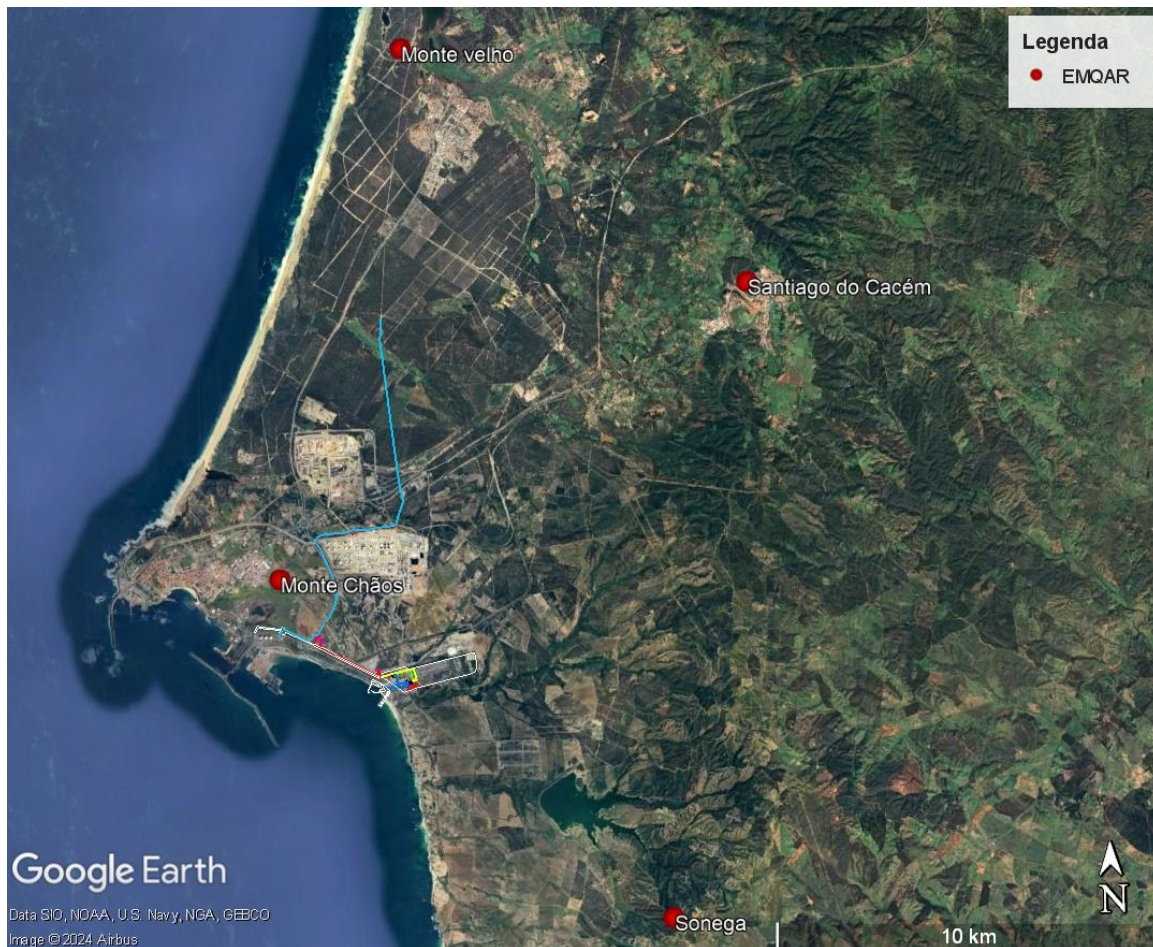 Monte velho
Legenda
EMQAR
Santiago do Cacém
Monte Chãos
Google Earth
N
Data SIO, NOAA, U.S. Navy, NGA, GEBCO
Sonega
Image © 2024 Airbus
10 km